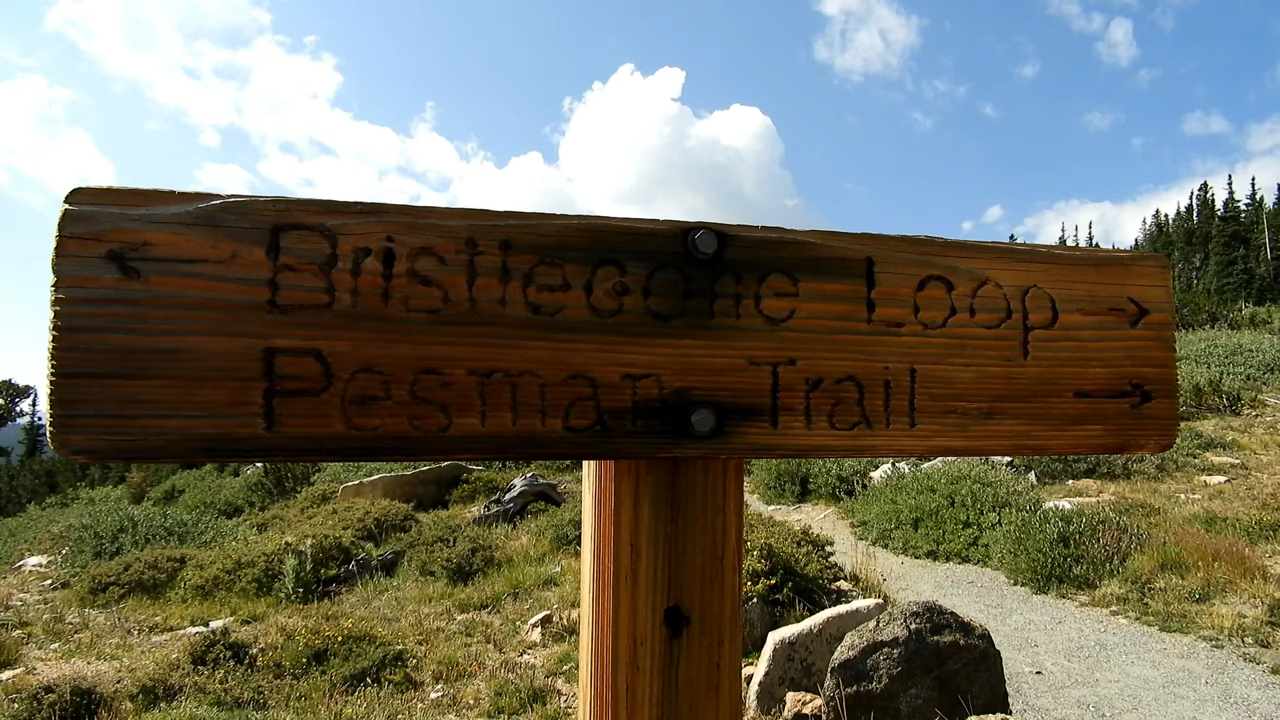 ← Bristlecone Loop →
Pesman Trail →